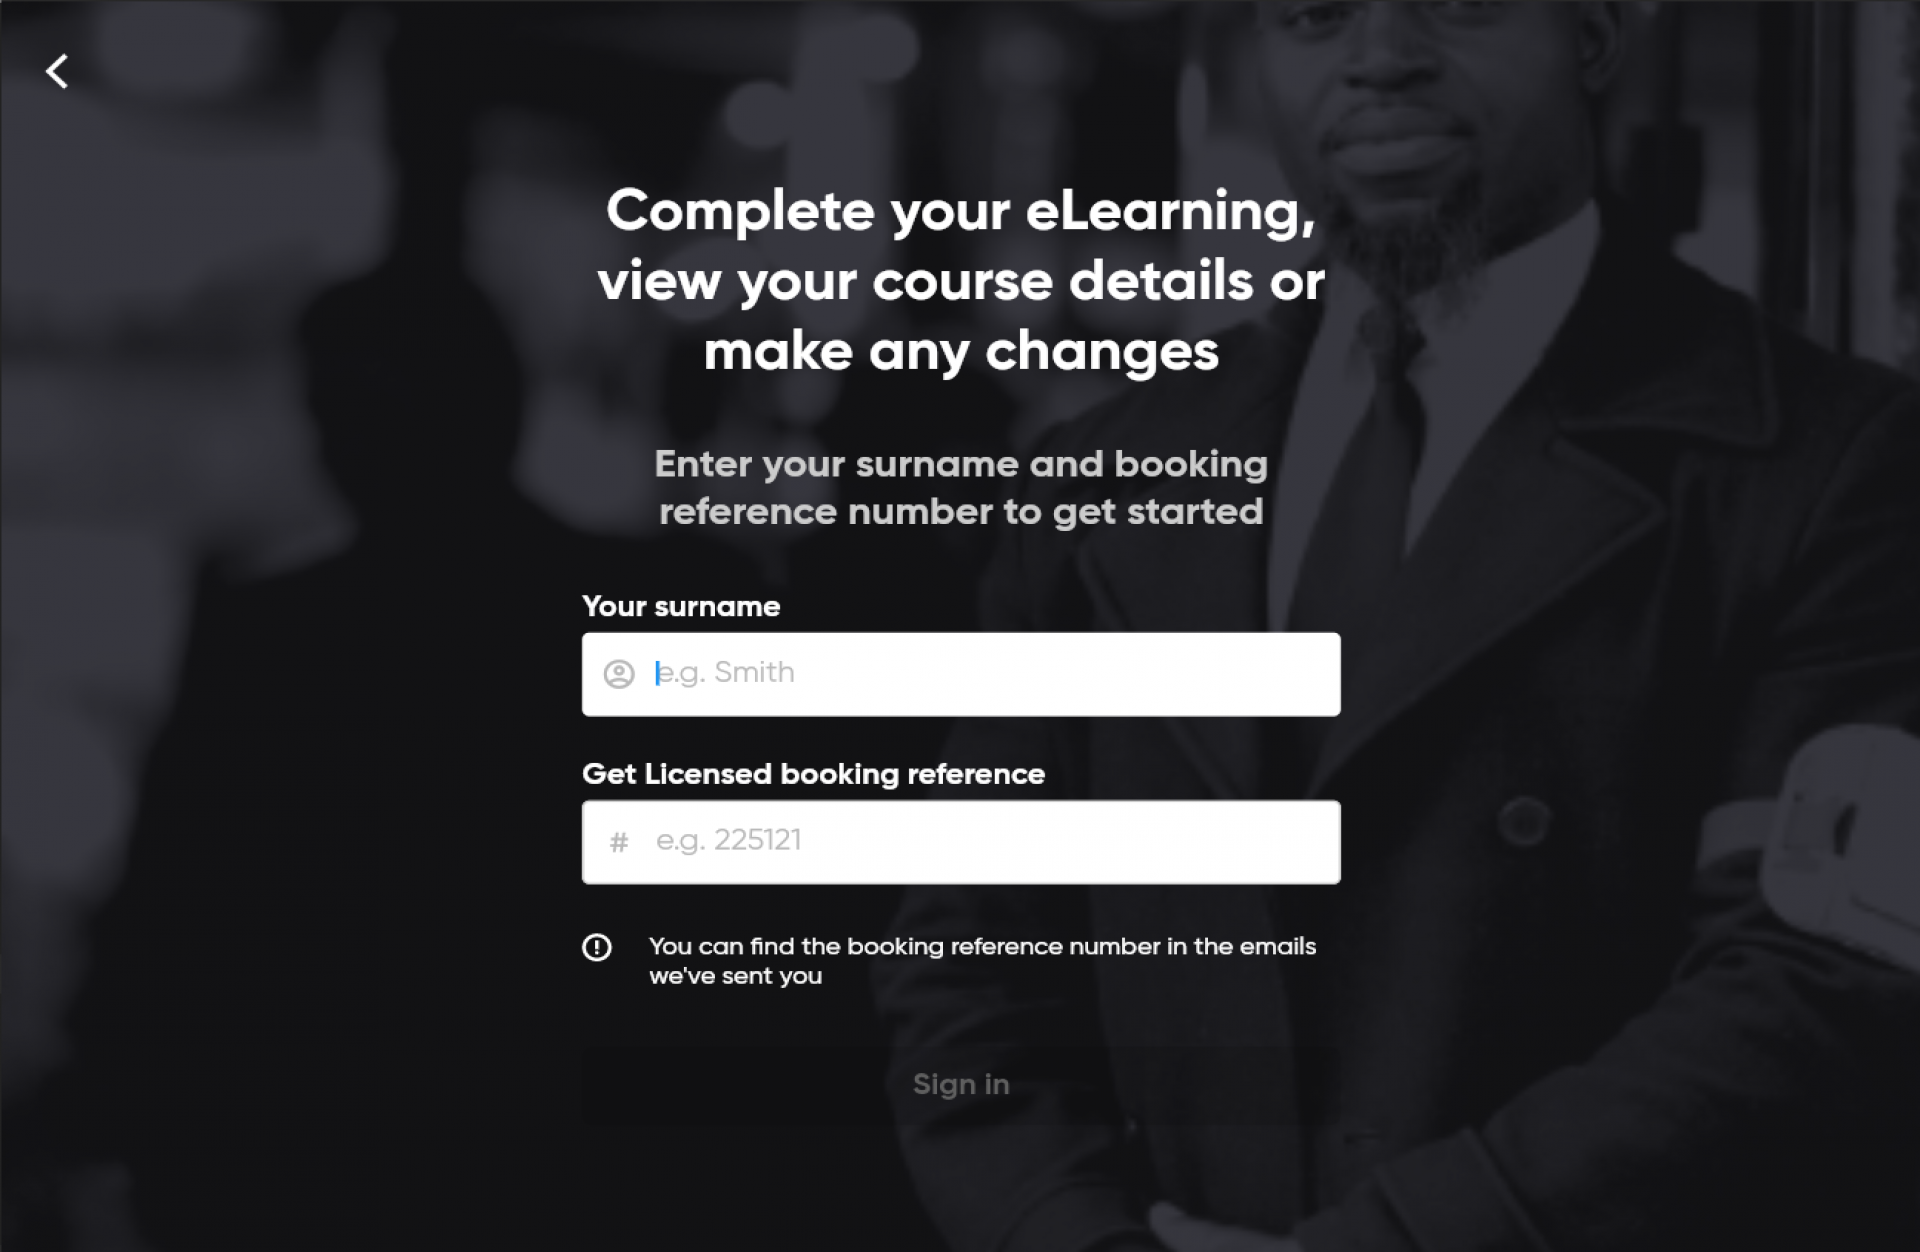 Complete your eLearning,
view your course details or
make any changes
Enter your surname and booking
reference number to get started
Your surname
e.g. Smith
Get Licensed booking reference
# e.g. 225121
You can find the booking reference number in the emails
we've sent you
Sign in